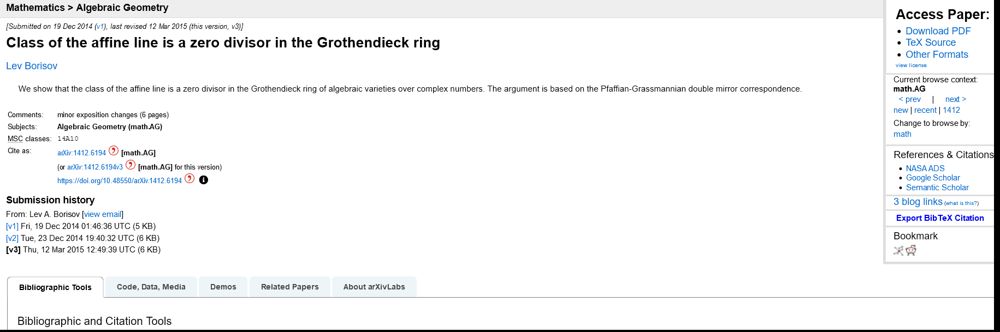 Mathematics > Algebraic Geometry
[Submitted on 19 Dec 2014 (v1), last revised 12 Mar 2015 (this version, v3)]
Class of the affine line is a zero divisor in the Grothendieck ring
Lev Borisov
We show that the class of the affine line is a zero divisor in the Grothendieck ring of algebraic varieties over complex numbers. The argument is based on the Pfaffian-Grassmannian double mirror correspondence.
Comments: minor exposition changes (6 pages)
Subjects: Algebraic Geometry (math.AG)
MSC classes: 14A10
Cite as: arXiv:1412.6194 [math.AG]
(or arXiv:1412.6194v3 [math.AG] for this version)
https://doi.org/10.48550/arXiv.1412.6194
Submission history
From: Lev A. Borisov [view email]
[v1] Fri, 19 Dec 2014 01:46:36 UTC (5 KB)
[v2] Tue, 23 Dec 2014 19:40:32 UTC (6 KB)
[v3] Thu, 12 Mar 2015 12:49:39 UTC (6 KB)
Bibliographic Tools
Code, Data, Media
Demos
Related Papers
About arXivLabs
Bibliographic and Citation Tools
Access Paper:
Download PDF
TeX Source
Other Formats
view license
Current browse context:
math.AG
< prev | next >
new | recent | 1412
Change to browse by:
math
References & Citations
NASA ADS
Google Scholar
Semantic Scholar
3 blog links (what is this?)
Export BibTeX Citation
Bookmark